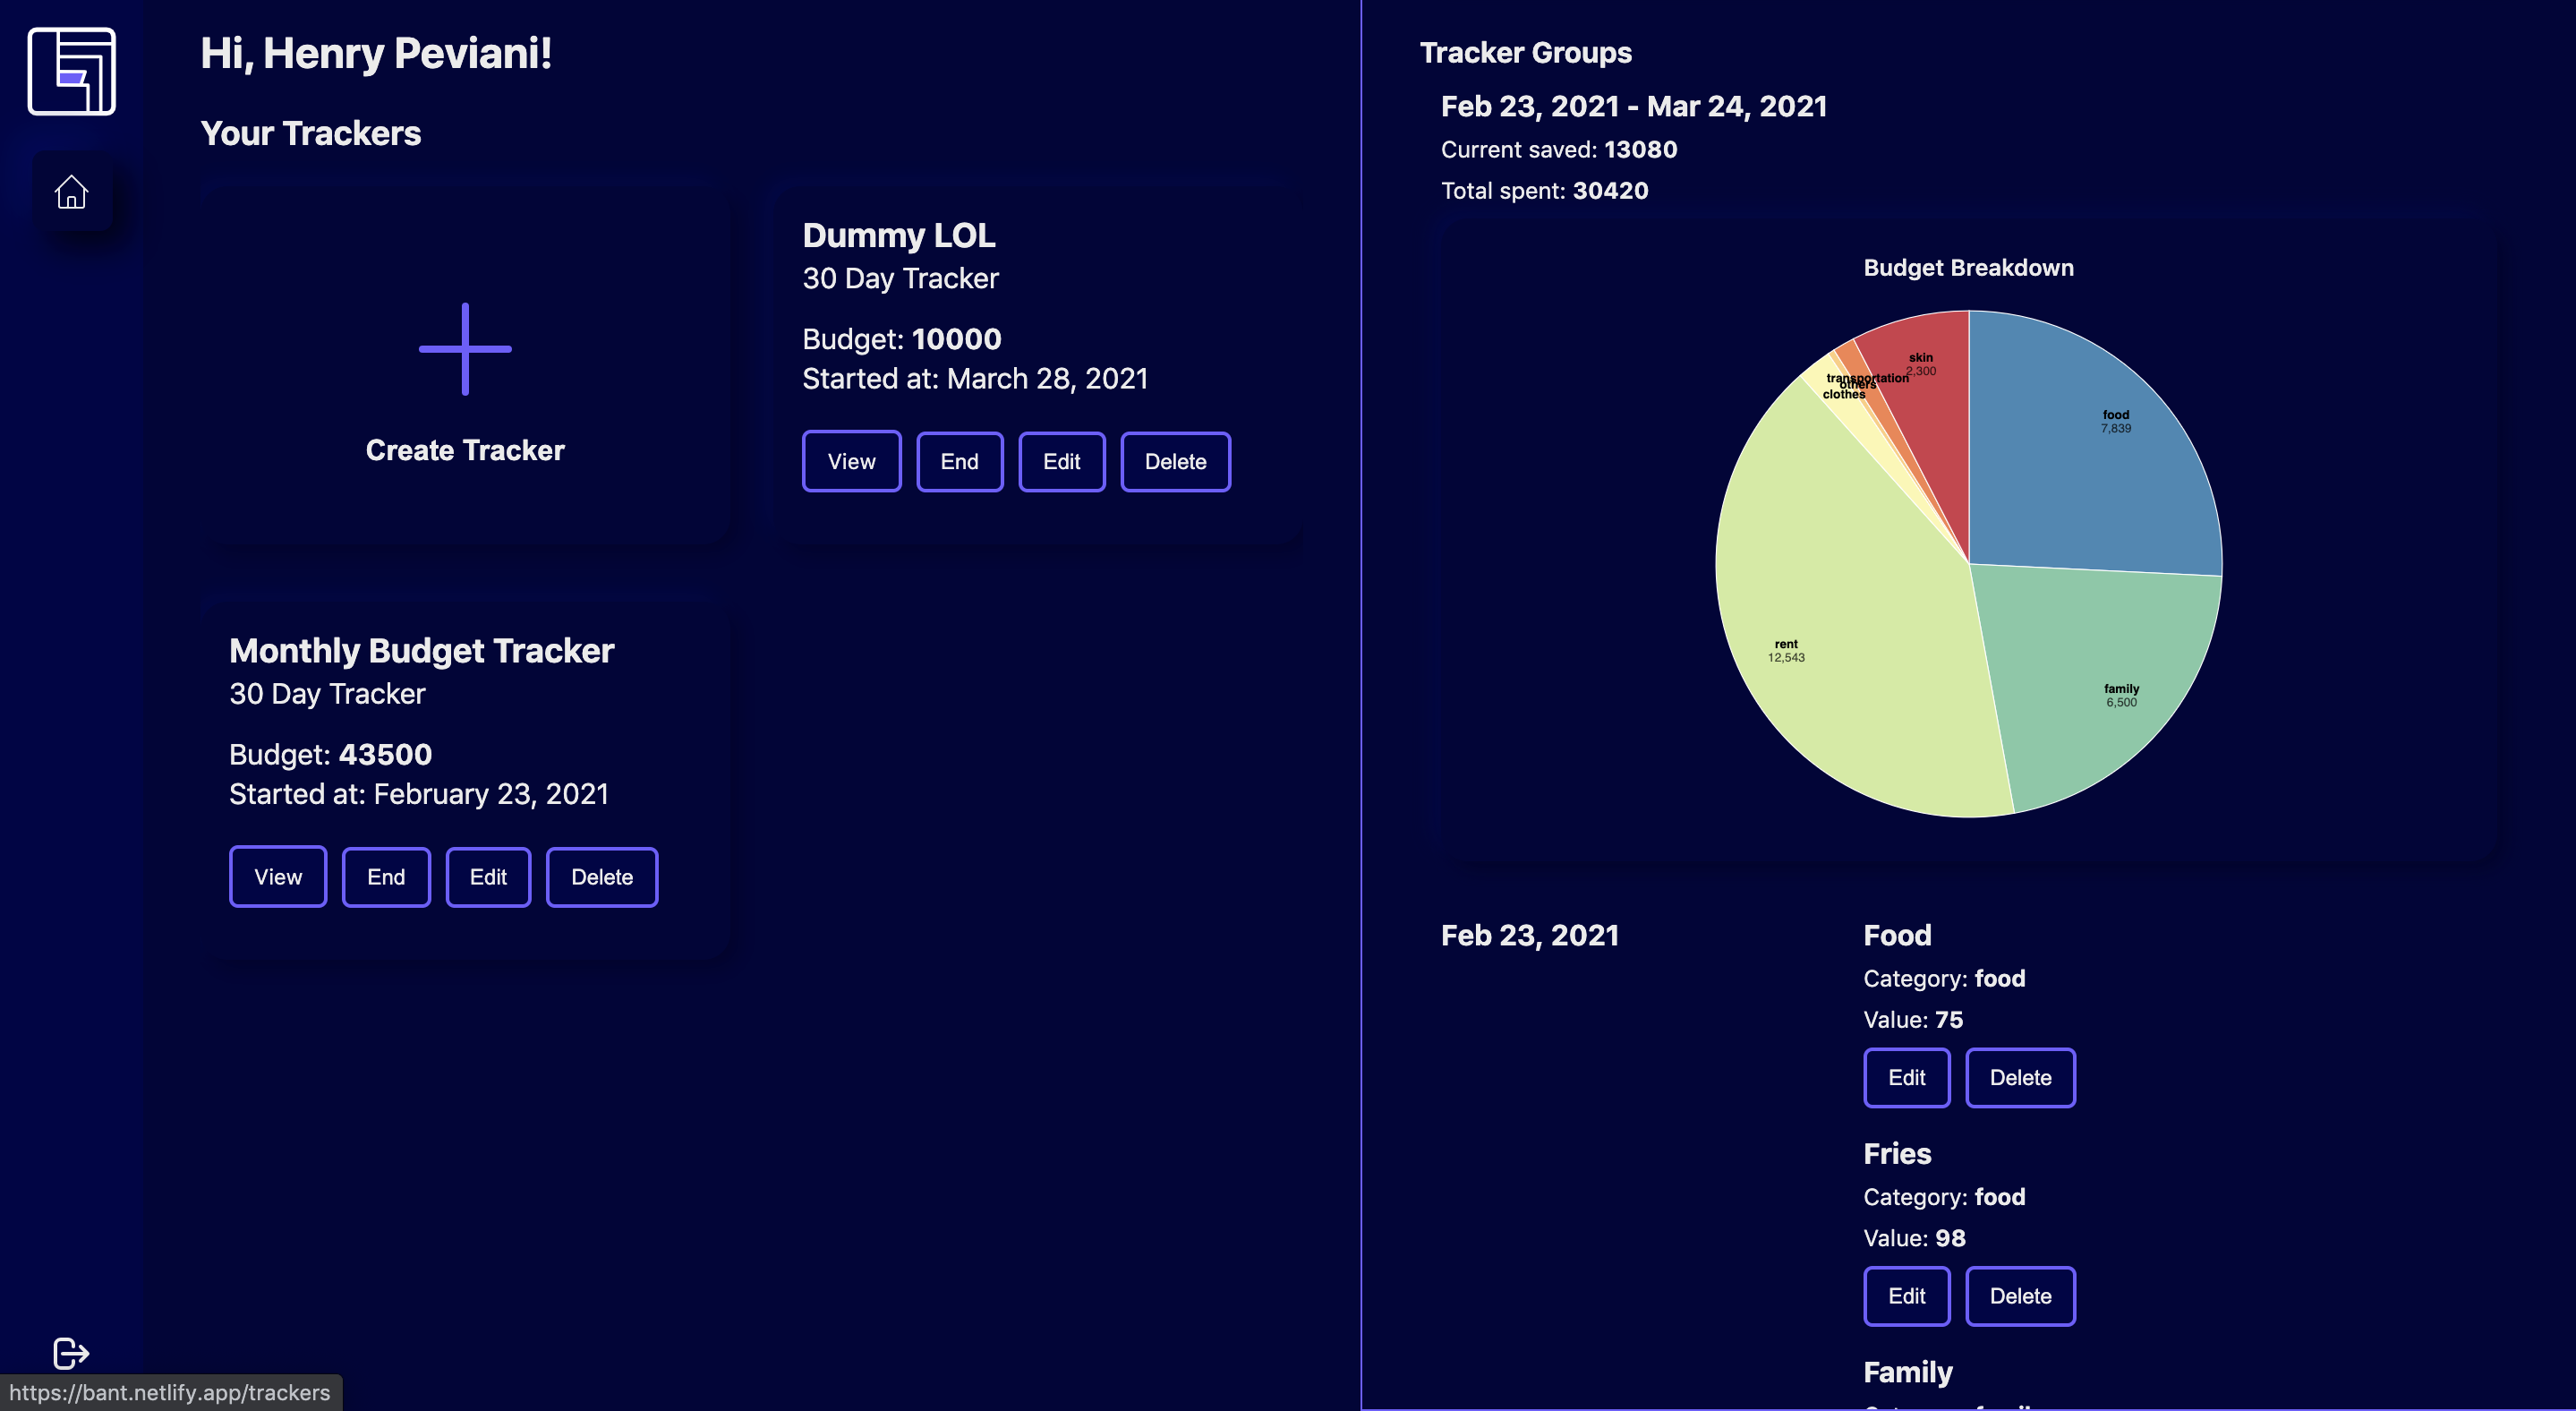 Hi, Henry Peviani!
Your Trackers
Create Tracker
Dummy LOL
30 Day Tracker
Budget: 10000
Started at: March 28, 2021
View
End
Edit
Delete
Monthly Budget Tracker
30 Day Tracker
Budget: 43500
Started at: February 23, 2021
View
End
Edit
Delete
https://bant.netlify.app/trackers
Tracker Groups
Feb 23, 2021 - Mar 24, 2021
Current saved: 13080
Total spent: 30420
Budget Breakdown
skin
2,300
transportation
others
clothes
food
7,839
rent
12,543
family
6,500
Feb 23, 2021
Food
Category: food
Value: 75
Edit
Delete
Fries
Category: food
Value: 98
Edit
Delete
Family